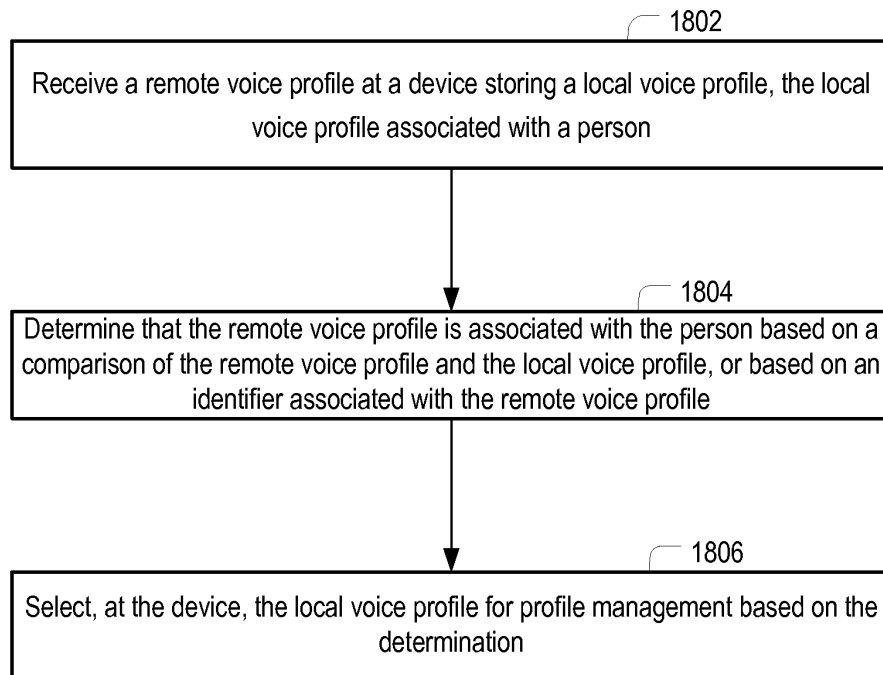 1802
Receive a remote voice profile at a device storing a local voice profile, the local
voice profile associated with a person
1804
Determine that the remote voice profile is associated with the person based on a
comparison of the remote voice profile and the local voice profile, or based on an
identifier associated with the remote voice profile
1806
Select, at the device, the local voice profile for profile management based on the
determination